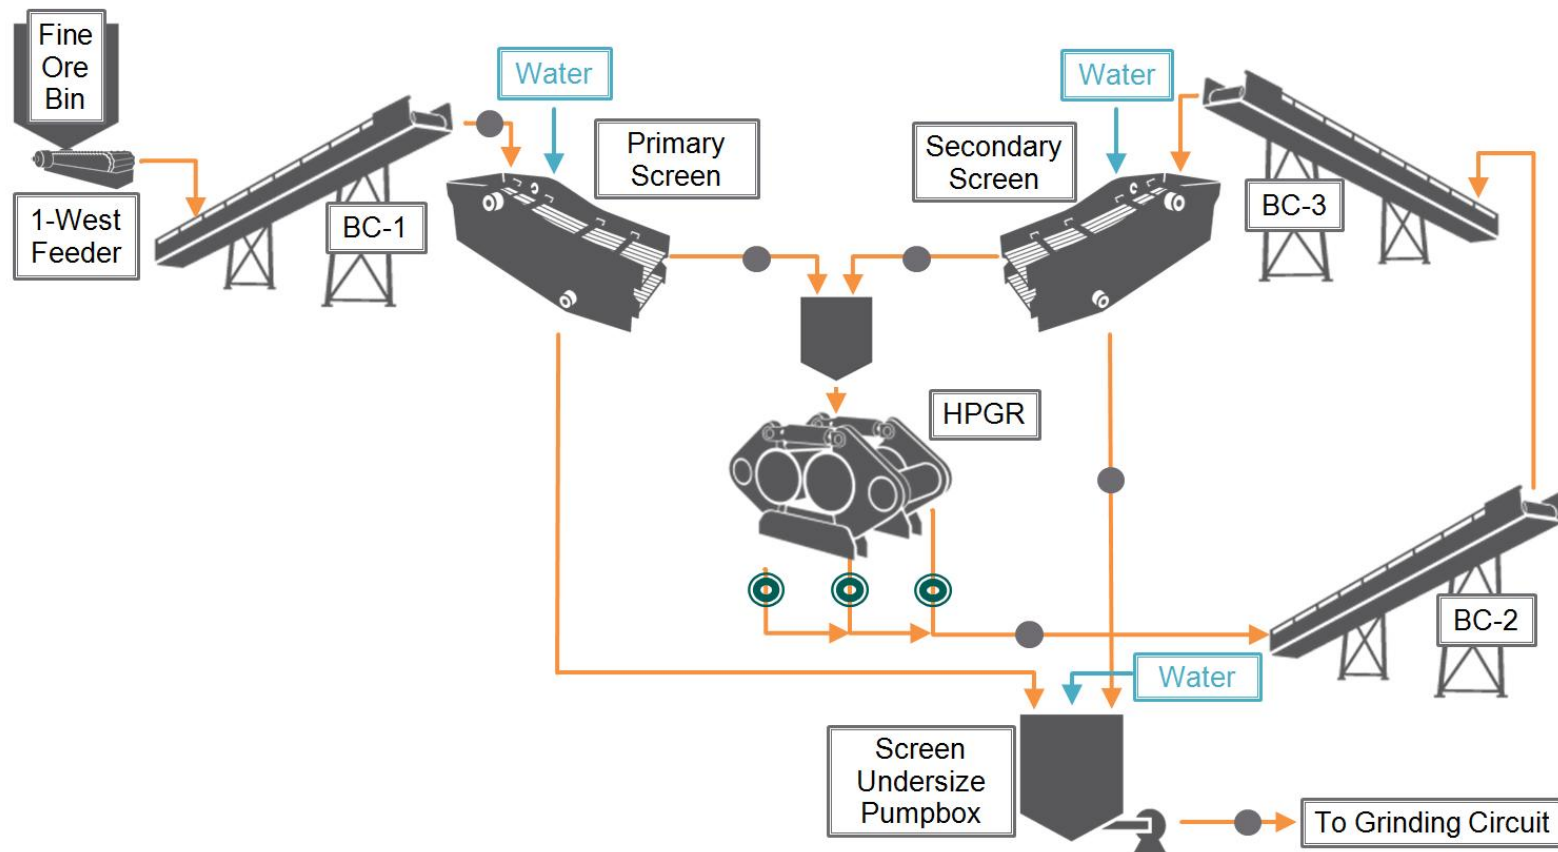 Fine
Ore
Bin
1-West
Feeder
BC-1
Water
Primary
Screen
Water
Secondary
Screen
BC-3
HPGR
BC-2
Water
Screen
Undersize
Pumpbox
To Grinding Circuit